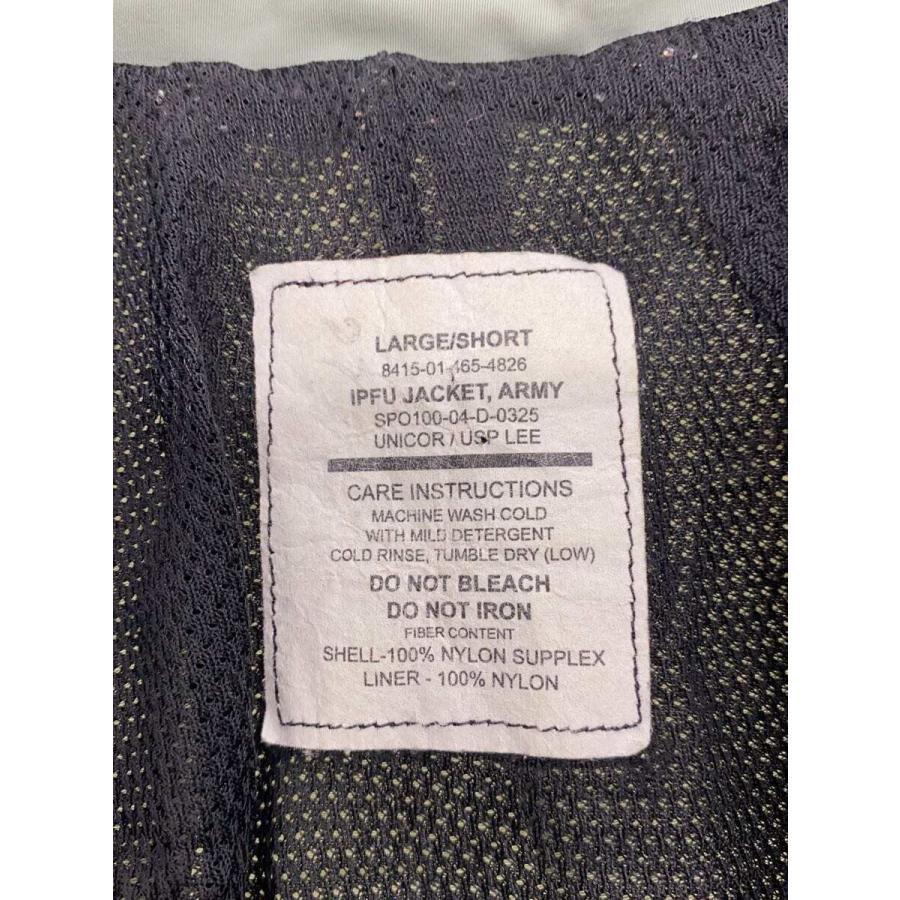 LARGE/SHORT
8415-01-465-4826
IPFU JACKET, ARMY
SPO100-04-D-0325
UNICOR / USP LEE
CARE INSTRUCTIONS
MACHINE WASH COLD
WITH MILD DETERGENT
COLD RINSE, TUMBLE DRY (LOW)
DO NOT BLEACH
DO NOT IRON
FIBER CONTENT
SHELL-100% NYLON SUPPLEX
LINER - 100% NYLON